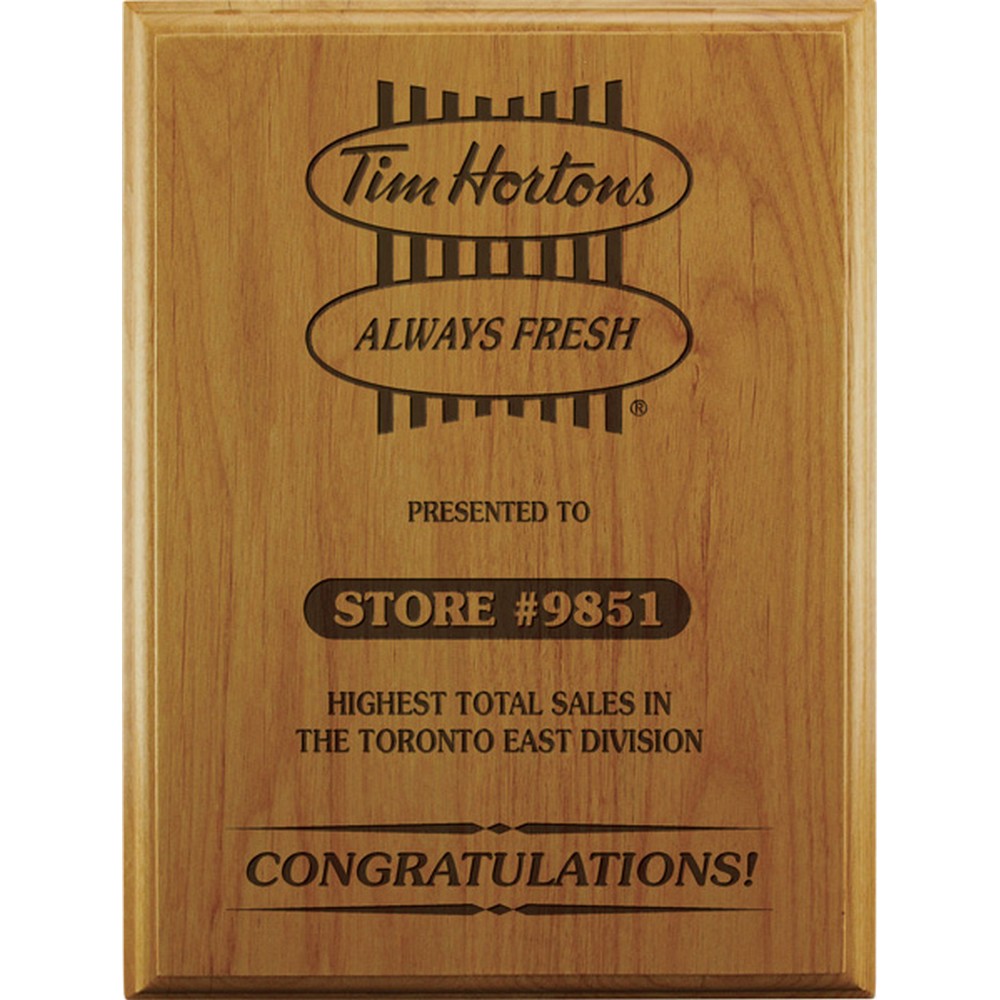 Tim Hortons
ALWAYS FRESH
®
PRESENTED TO
STORE #9851
HIGHEST TOTAL SALES IN
THE TORONTO EAST DIVISION
CONGRATULATIONS!